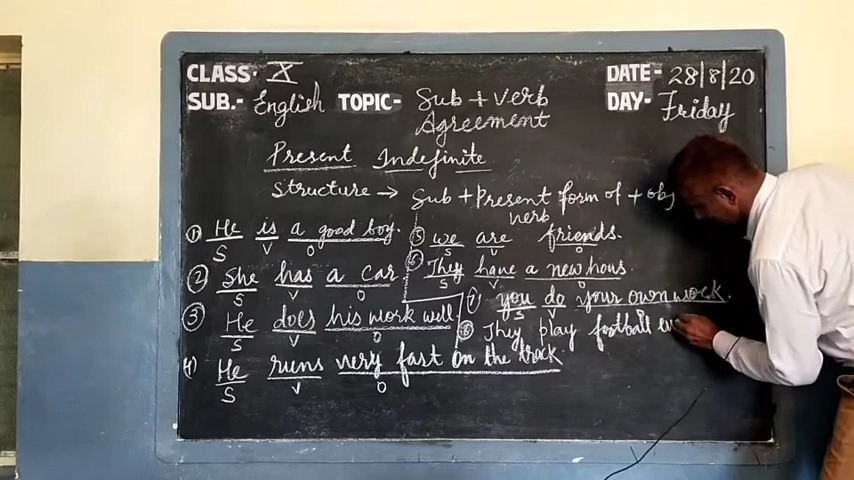 CLASS- X
SUB.- English
TOPIC- Sub + verb
Agreement
DATE- 28/8/20
DAY- Friday
Present Indefinite
Structure → Sub + Present form of + obj
verb
① He is a good boy.
S V O
② She has a car
S V O
③ He does his work well
S V O
④ He runs very fast on the track
S V O
⑤ we are friends.
S V O
⑥ They have a new hous
S V O
⑦ you do your own work.
S V O
⑧ They play football ev